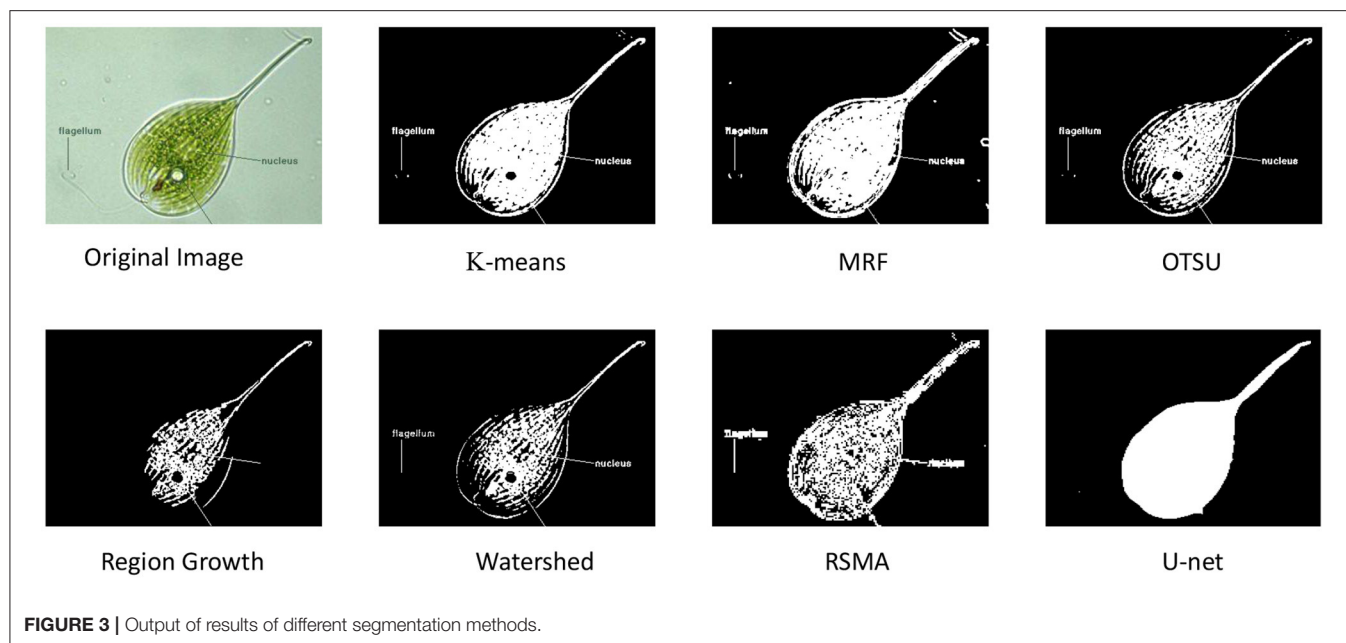 flagellum
nucleus
Original Image
flagellum
nucleus
K-means
flagellum
nucleus
MRF
flagellum
nucleus
OTSU
Region Growth
flagellum
nucleus
Watershed
flagellum
nucleus
RSMA
U-net
FIGURE 3 | Output of results of different segmentation methods.